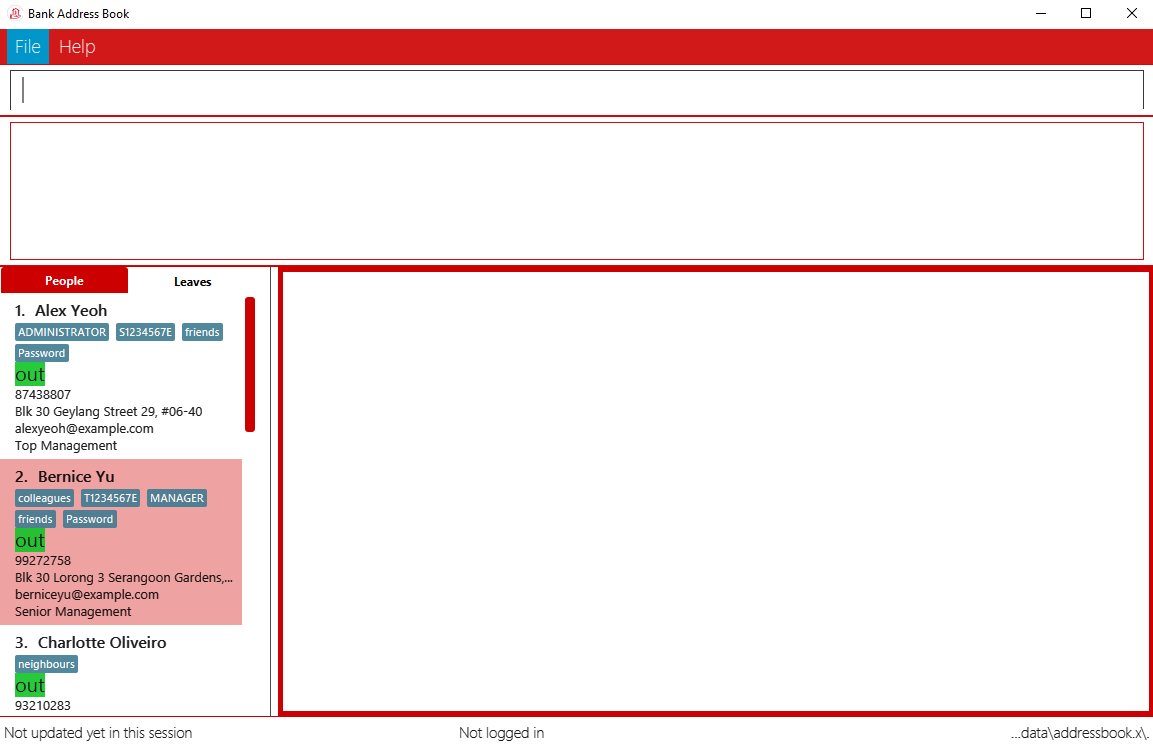 Bank Address Book
File Help
People Leaves
1. Alex Yeoh
ADMINISTRATOR S1234567E friends
Password
out
87438807
Blk 30 Geylang Street 29, #06-40
alexyeoh@example.com
Top Management
2. Bernice Yu
colleagues T1234567E MANAGER
friends Password
out
99272758
Blk 30 Lorong 3 Serangoon Gardens,...
berniceyu@example.com
Senior Management
3. Charlotte Oliveiro
neighbours
out
93210283
Not updated yet in this session Not logged in ...data\addressbook.x\.